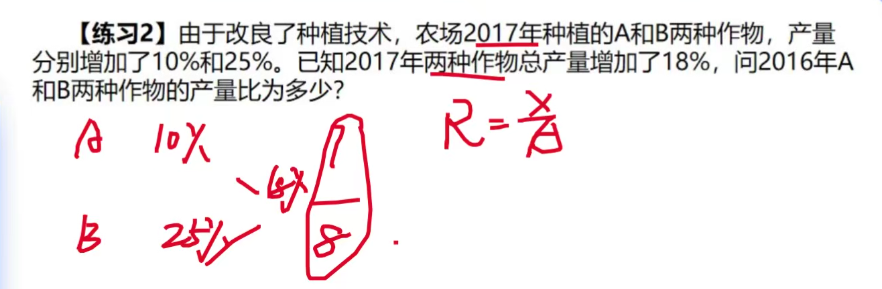 【练习2】由于改良了种植技术，农场2017年种植的A和B两种作物，产量
分别增加了10%和25%。已知2017年两种作物总产量增加了18%，问2016年A
和B两种作物的产量比为多少？
A 10% 7
R=X/A
18%
B 25% 8